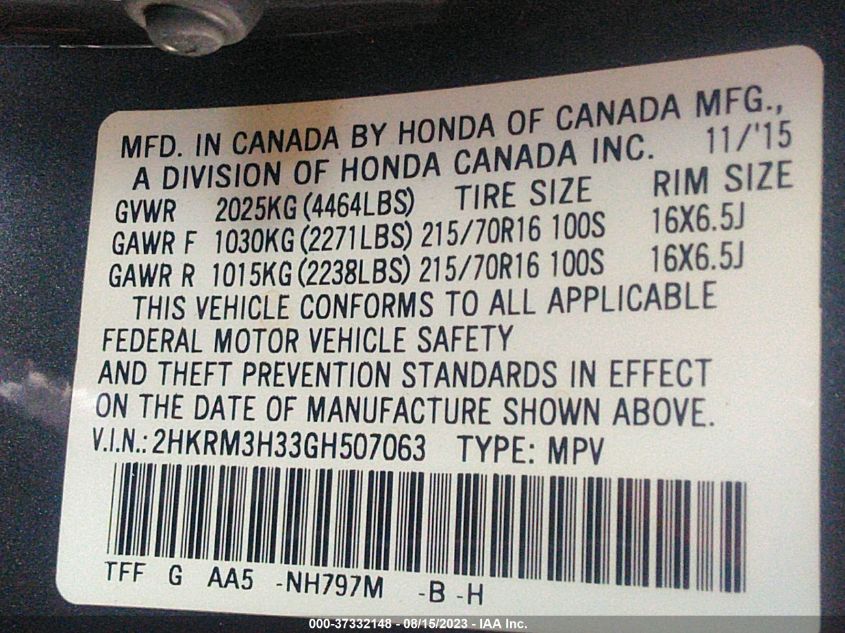 MFD. IN CANADA BY HONDA OF CANADA MFG.,
A DIVISION OF HONDA CANADA INC. 11/'15
GVWR 2025KG (4464LBS) TIRE SIZE RIM SIZE
GAWR F 1030KG (2271LBS) 215/70R16 100S 16X6.5J
GAWR R 1015KG (2238LBS) 215/70R16 100S 16X6.5J
THIS VEHICLE CONFORMS TO ALL APPLICABLE
FEDERAL MOTOR VEHICLE SAFETY
AND THEFT PREVENTION STANDARDS IN EFFECT
ON THE DATE OF MANUFACTURE SHOWN ABOVE.
V.I.N.: 2HKRM3H33GH507063 TYPE: MPV
TFF G AA5 -NH797M -B -H
000-37332148 - 08/15/2023 - IAA Inc.